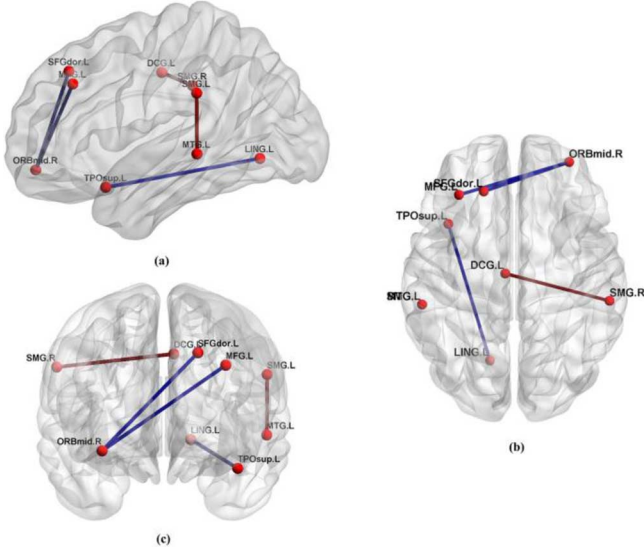 SFGdor.L
DCG.L
SMG.R
SMG.L
ORBmid.R
MTG.L
LING.L
TPOsup.L
(a)
ORBmid.R
SFGdor.L
MFG.L
TPOsup.L
DCG.L
SMG.R
LING.L
(b)
DCG.L
SFGdor.L
SMG.R
MFG.L
SMG.L
ORBmid.R
LING.L
MTG.L
TPOsup.L
(c)